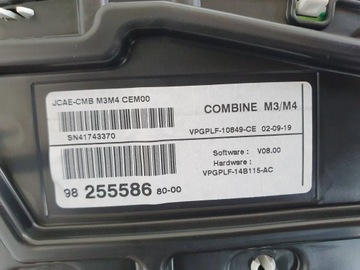 JCAE-CMB M3M4 CEM00
COMBINE M3/M4
SN41743370
VPGPLF-10849-CE 02-09-19
Software : V08.00
Hardware :
VPGPLF-14B115-AC
98 255586 80-00